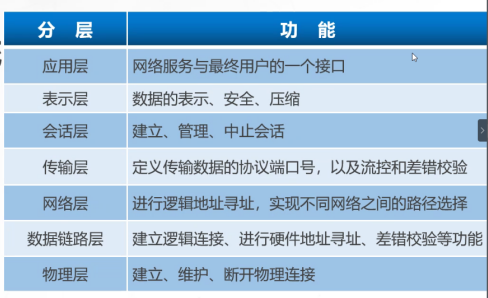 分 层 功 能
应用层 网络服务与最终用户的一个接口
表示层 数据的表示、安全、压缩
会话层 建立、管理、中止会话
传输层 定义传输数据的协议端口号，以及流控和差错校验
网络层 进行逻辑地址寻址，实现不同网络之间的路径选择
数据链路层 建立逻辑连接、进行硬件地址寻址、差错校验等功能
物理层 建立、维护、断开物理连接